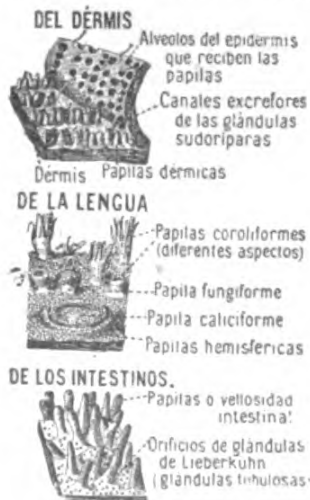 DEL DÉRMIS
Alveolos del epidermis
que reciben las
papilas
Canales excretores
de las glándulas
sudoríparas
Dérmis Papilas dérmicas
DE LA LENGUA
Papilas coroliformes
(diferentes aspectos)
Papila fungiforme
Papila caliciforme
Papilas hemisfericas
DE LOS INTESTINOS.
Papilas o vellosidad
intestinal
Orificios de glándulas
de Lieberkuhn
(glándulas tubulosas